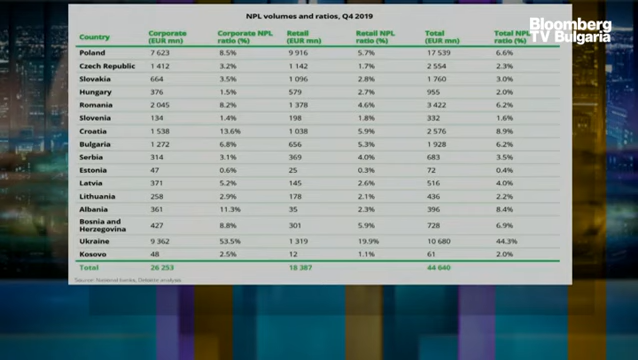 NPL volumes and ratios, Q4 2019
Bloomberg
TV Bulgaria
Country Corporate (EUR mn) Corporate NPL ratio (%) Retail (EUR mn) Retail NPL ratio (%) Total (EUR mn) Total NPL ratio (%)
Poland 7 623 8.5% 9 916 5.7% 17 539 6.6%
Czech Republic 1 412 3.2% 1 142 1.7% 2 554 2.3%
Slovakia 664 3.5% 1 096 2.8% 1 760 3.0%
Hungary 376 1.5% 579 2.7% 955 2.0%
Romania 2 045 8.2% 1 378 4.6% 3 422 6.2%
Slovenia 134 1.4% 198 1.8% 332 1.6%
Croatia 1 538 13.6% 1 038 5.9% 2 576 8.9%
Bulgaria 1 272 6.8% 656 5.3% 1 928 6.2%
Serbia 314 3.1% 369 4.0% 683 3.5%
Estonia 47 0.6% 25 0.3% 72 0.4%
Latvia 371 5.2% 145 2.6% 516 4.0%
Lithuania 258 2.9% 178 2.1% 436 2.2%
Albania 361 11.3% 35 2.3% 396 8.4%
Bosnia and Herzegovina 427 8.8% 301 5.9% 728 6.9%
Ukraine 9 362 53.5% 1 319 19.9% 10 680 44.3%
Kosovo 48 2.5% 12 1.1% 61 2.0%
Total 26 253 18 387 44 640
Source: National banks, Deloitte analysis